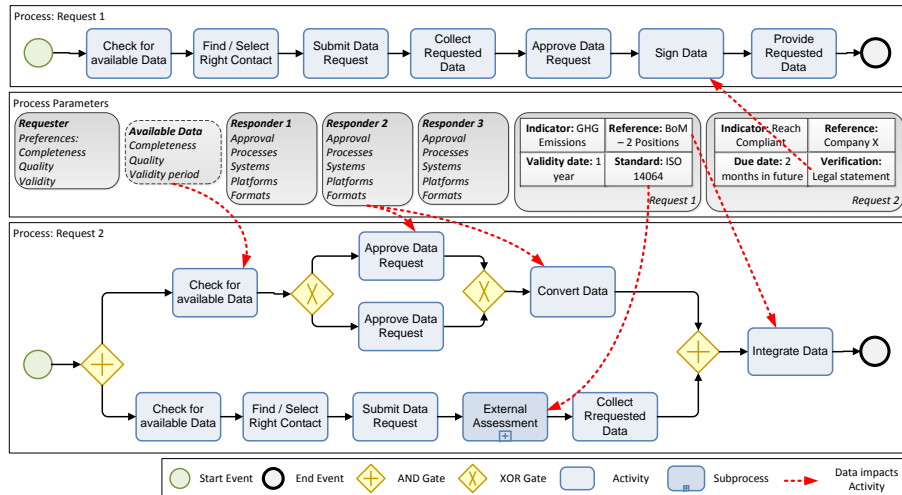 Process: Request 1
Check for
available Data
Find / Select
Right Contact
Submit Data
Request
Collect
Requested
Data
Approve Data
Request
Sign Data
Provide
Requested
Data
Process Parameters
Requester
Preferences:
Completeness
Quality
Validity
Available Data
Completeness
Quality
Validity period
Responder 1
Approval
Processes
Systems
Platforms
Formats
Responder 2
Approval
Processes
Systems
Platforms
Formats
Responder 3
Approval
Processes
Systems
Platforms
Formats
Indicator: GHG
Emissions
Reference: BoM
– 2 Positions
Validity date: 1
year
Standard: ISO
14064
Request 1
Indicator: Reach
Compliant
Reference:
Company X
Due date: 2
months in future
Verification:
Legal statement
Request 2
Process: Request 2
Check for
available Data
Approve Data
Request
Approve Data
Request
Convert Data
Integrate Data
Check for
available Data
Find / Select
Right Contact
Submit Data
Request
External
Assessment
Collect
Rrequested
Data
Start Event
End Event
AND Gate
XOR Gate
Activity
Subprocess
Data impacts
Activity